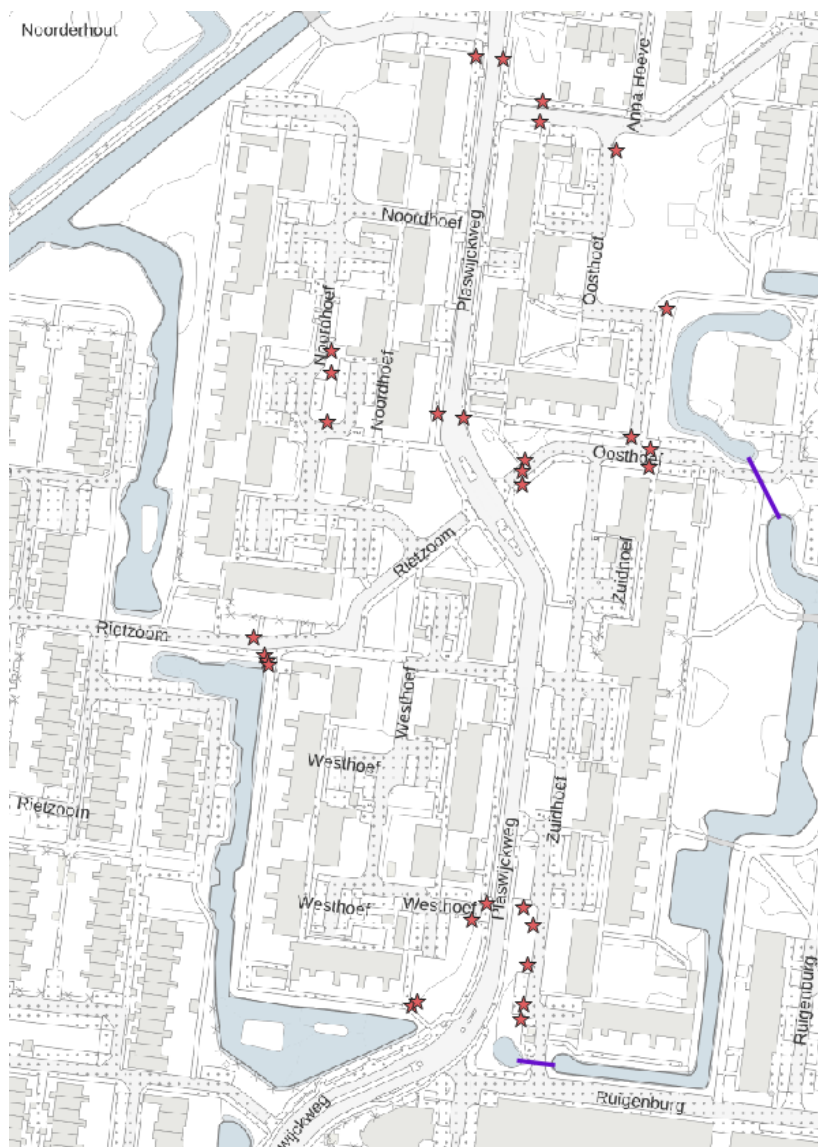 Noorderhout
Anna Hoeve
Noordhoef
Plaswijckweg
Oosthoef
Noordhoef
Noordhoef
Oosthoef
Rietzoom
Zuidhoef
Rietzoom
Westhoef
Westhoef
Rietzoom
Zuidhoef
Plaswijckweg
Westhoef
Westhoef
Ruigenburg
Ruigenburg
wijckweg